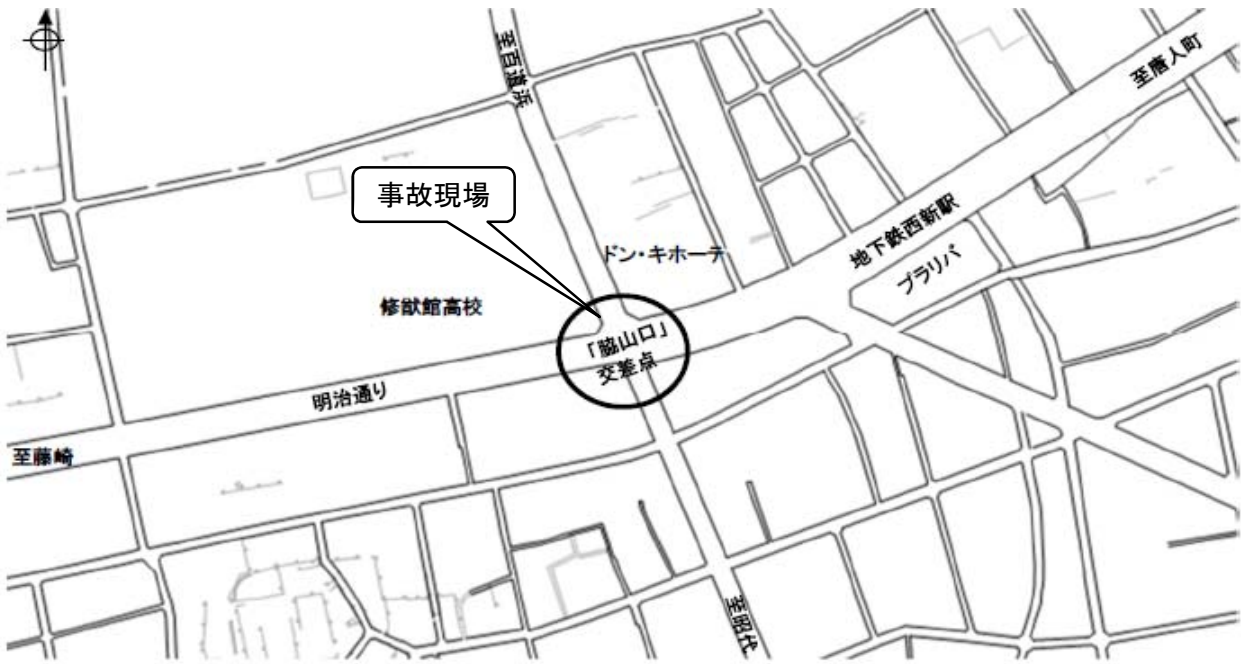 至百道浜
至唐人町
事故現場
地下鉄西新駅
ドン・キホーテ
プラリバ
修猷館高校
「脇山口」
交差点
明治通り
至藤崎
至昭代